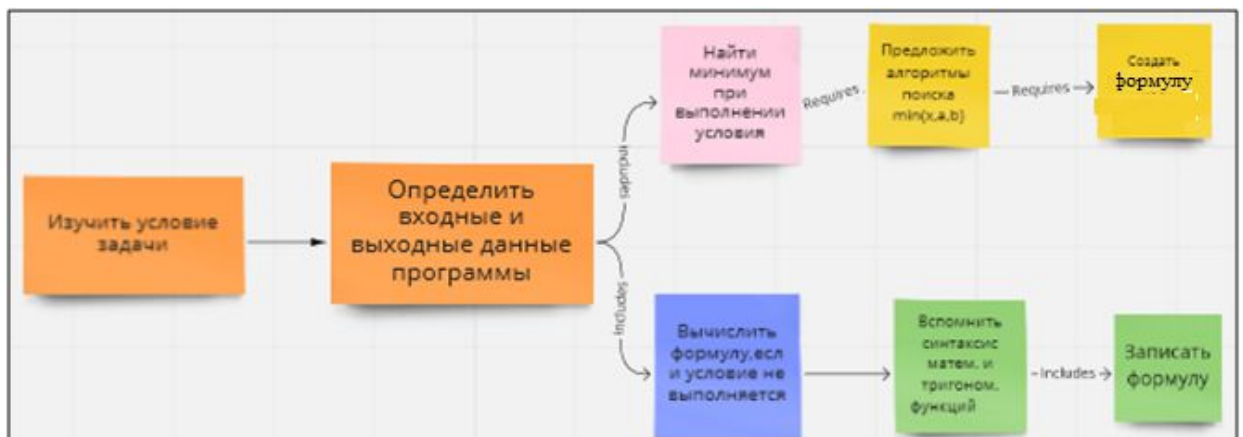 Изучить условие
задачи
Определить
входные и
выходные данные
программы
includes
Найти
минимум
при
выполнении
условия
Requires
Предложить
алгоритмы
поиска
min(x,a,b)
Requires
Создать
формулу
includes
Вычислить
формулу,есл
и условие не
выполняется
Вспомнить
синтаксис
матем. и
тригоном.
функций
Includes
Записать
формулу